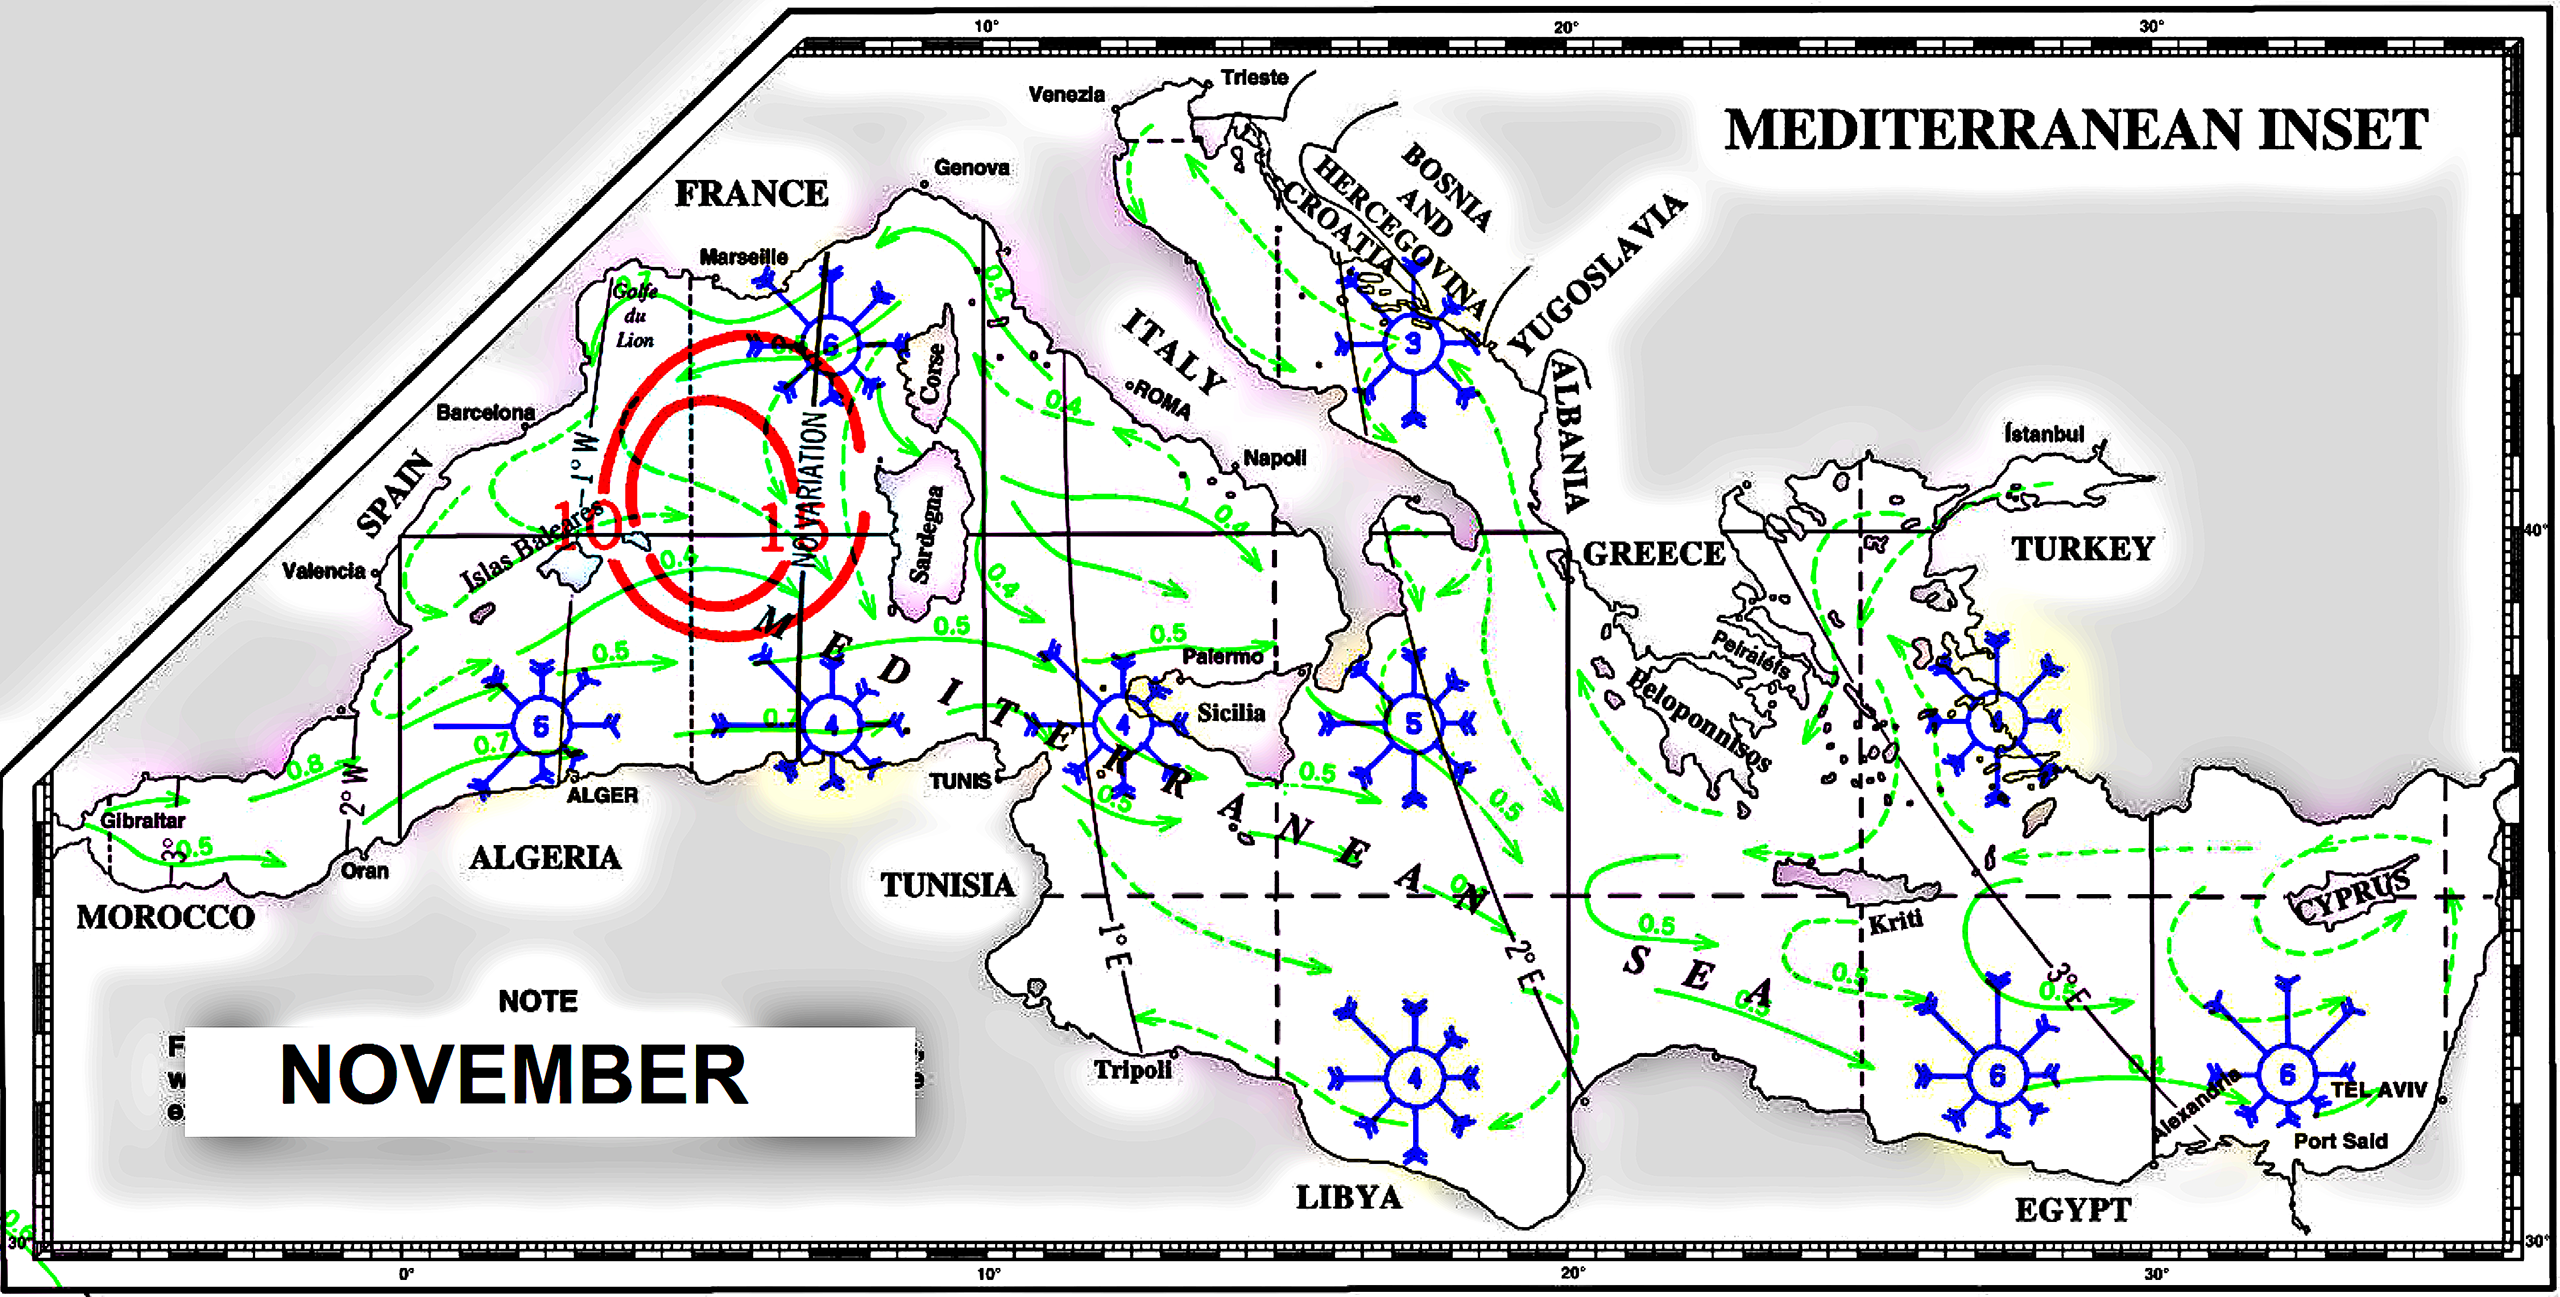 10°
20°
30°
MEDITERRANEAN INSET
Trieste
Venezia
Genova
FRANCE
Marseille
BOSNIA
AND
HERCEGOVINA
CROATIA
YUGOSLAVIA
0.7
Golfe
du
Lion
0.4
ITALY
Corse
6
3
ALBANIA
Barcelona
ROMA
0.4
İstanbul
SPAIN
1° W
NO VARIATION
Napoli
Islas Baleares
10
0.4
Sardegna
40°
Valencia
GREECE
TURKEY
0.4
MEDITERRANEAN SEA
0.5
0.5
0.5
Palermo
Peiraiéfs
Beloponnisos
Sicilia
6
4
4
5
4
0.7
0.7
0.8
2° W
TUNIS
ALGER
0.5
0.5
0.5
Gibraltar
3°
0.5
Oran
ALGERIA
TUNISIA
MOROCCO
CYPRUS
Kriti
0.5
1° E
2° E
3° E
0.5
0.5
0.5
NOTE
NOVEMBER
Tripoli
4
6
6
0.4
TEL AVIV
Alexandria
Port Said
LIBYA
EGYPT
30°
30°
0°
10°
20°
30°